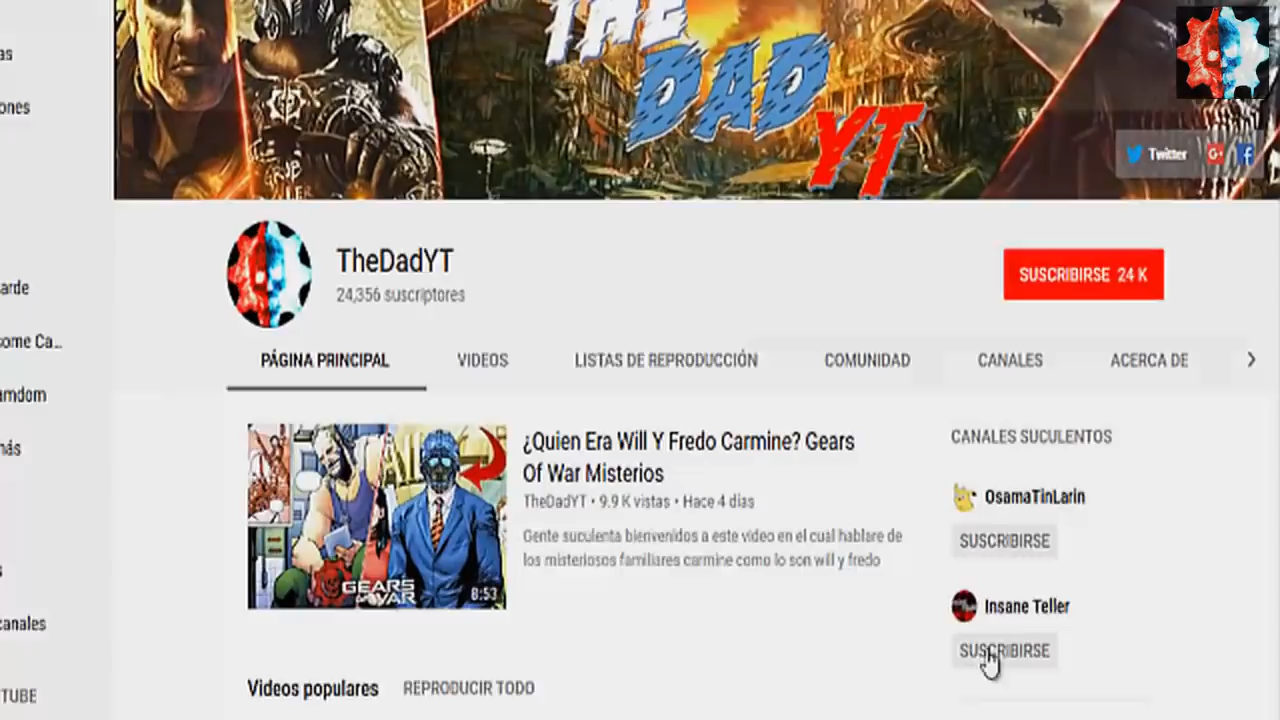 THE
DAD
YT
Twitter
TheDadYT
24,356 suscriptores
SUSCRIBIRSE 24 K
PÁGINA PRINCIPAL VIDEOS LISTAS DE REPRODUCCIÓN COMUNIDAD CANALES ACERCA DE
as
ones
arde
some Ca...
amdom
más
canales
TUBE
¿Quien Era Will Y Fredo Carmine? Gears
Of War Misterios
TheDadYT • 9.9 K vistas • Hace 4 días
Gente suculenta bienvenidos a este video en el cual hablare de
los misteriosos familiares carmine como lo son will y fredo
GEARS
OF WAR
8:53
CANALES SUCULENTOS
OsamaTinLarin
SUSCRIBIRSE
Insane Teller
SUSCRIBIRSE
Videos populares REPRODUCIR TODO